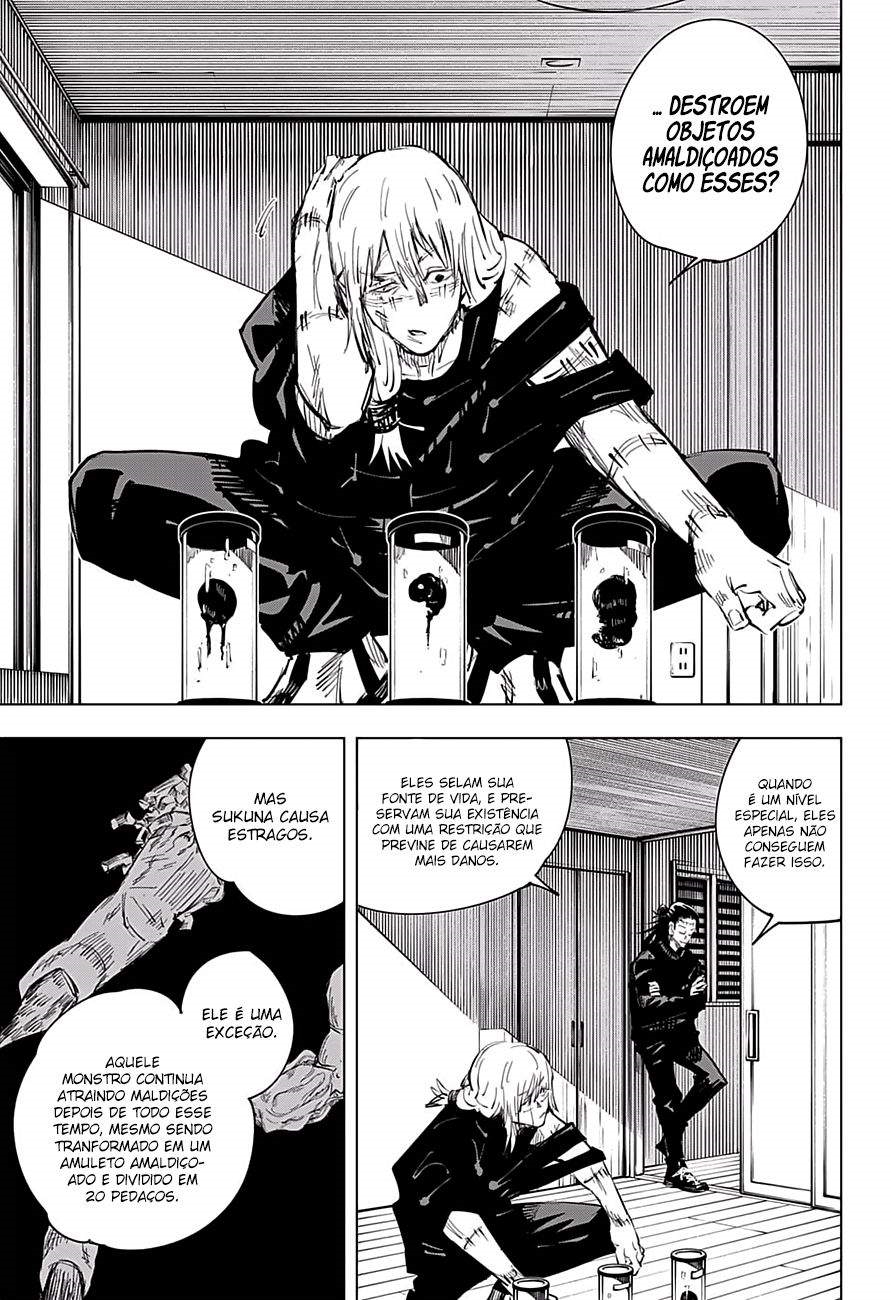 ... DESTROEM
OBJETOS
AMALDIÇOADOS
COMO ESSES?
QUANDO
É UM NÍVEL
ESPECIAL, ELES
APENAS NÃO
CONSEGUEM
FAZER ISSO.
ELES SELAM SUA
FONTE DE VIDA, E PRE-
SERVAM SUA EXISTÊNCIA
COM UMA RESTRIÇÃO QUE
PREVINE DE CAUSAREM
MAIS DANOS.
MAS
SUKUNA CAUSA
ESTRAGOS.
ELE É UMA
EXCEÇÃO.
AQUELE
MONSTRO CONTINUA
ATRAINDO MALDIÇÕES
DEPOIS DE TODO ESSE
TEMPO, MESMO SENDO
TRANFORMADO EM UM
AMULETO AMALDIÇO-
ADO E DIVIDIDO EM
20 PEDAÇOS.